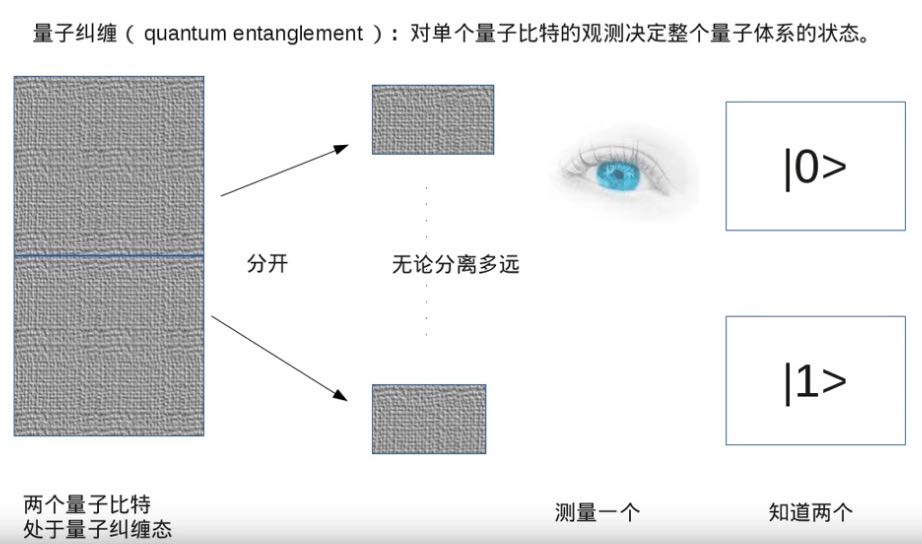 量子纠缠（ quantum entanglement ）：对单个量子比特的观测决定整个量子体系的状态。
|0>
分开
无论分离多远
|1>
两个量子比特
处于量子纠缠态
测量一个
知道两个